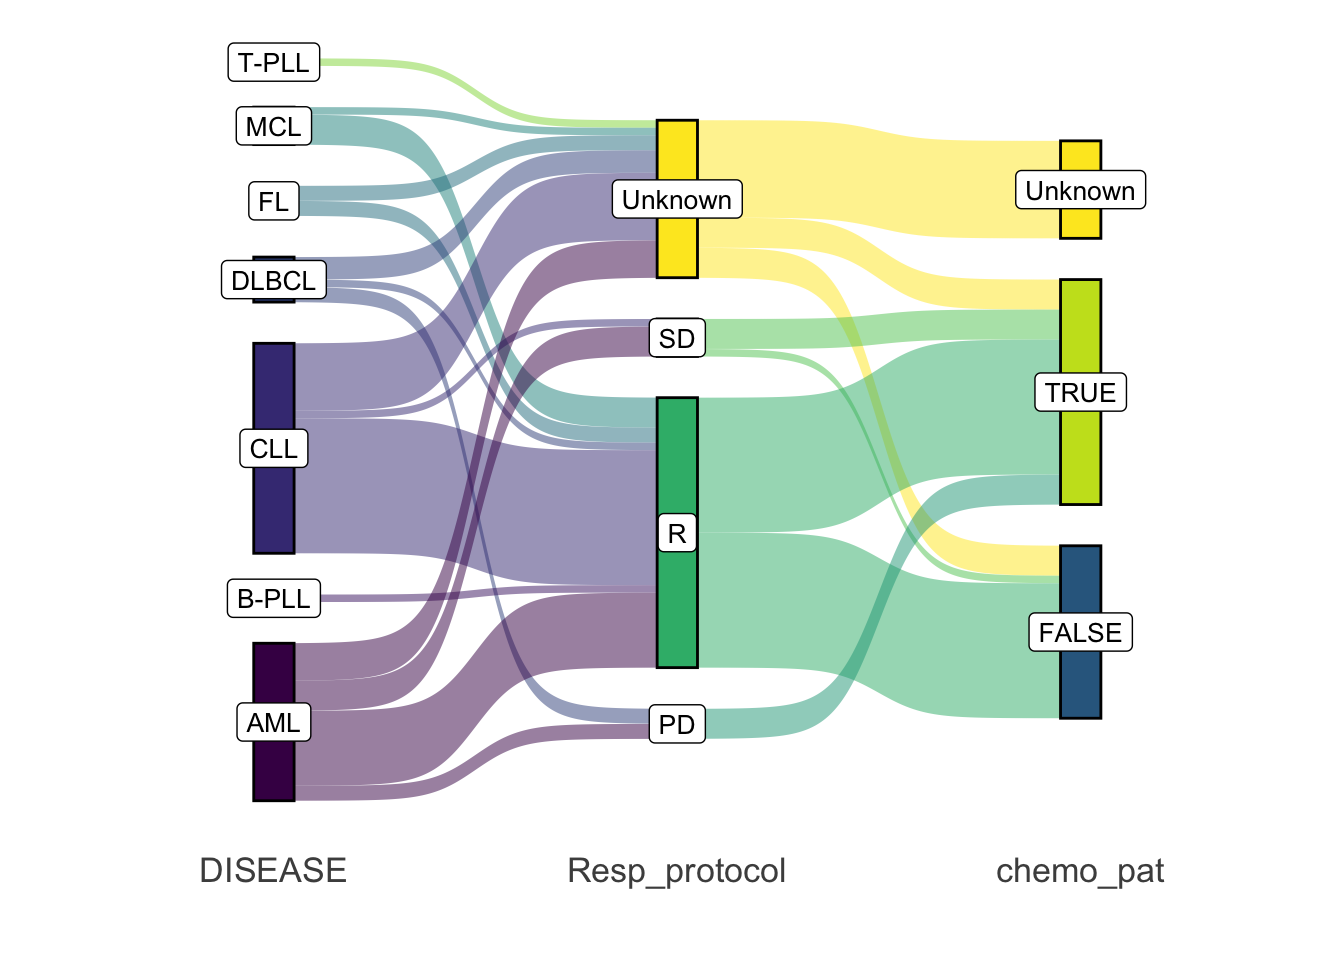 T-PLL
MCL
FL
DLBCL
CLL
B-PLL
AML
Unknown
SD
R
PD
Unknown
TRUE
FALSE
DISEASE
Resp_protocol
chemo_pat